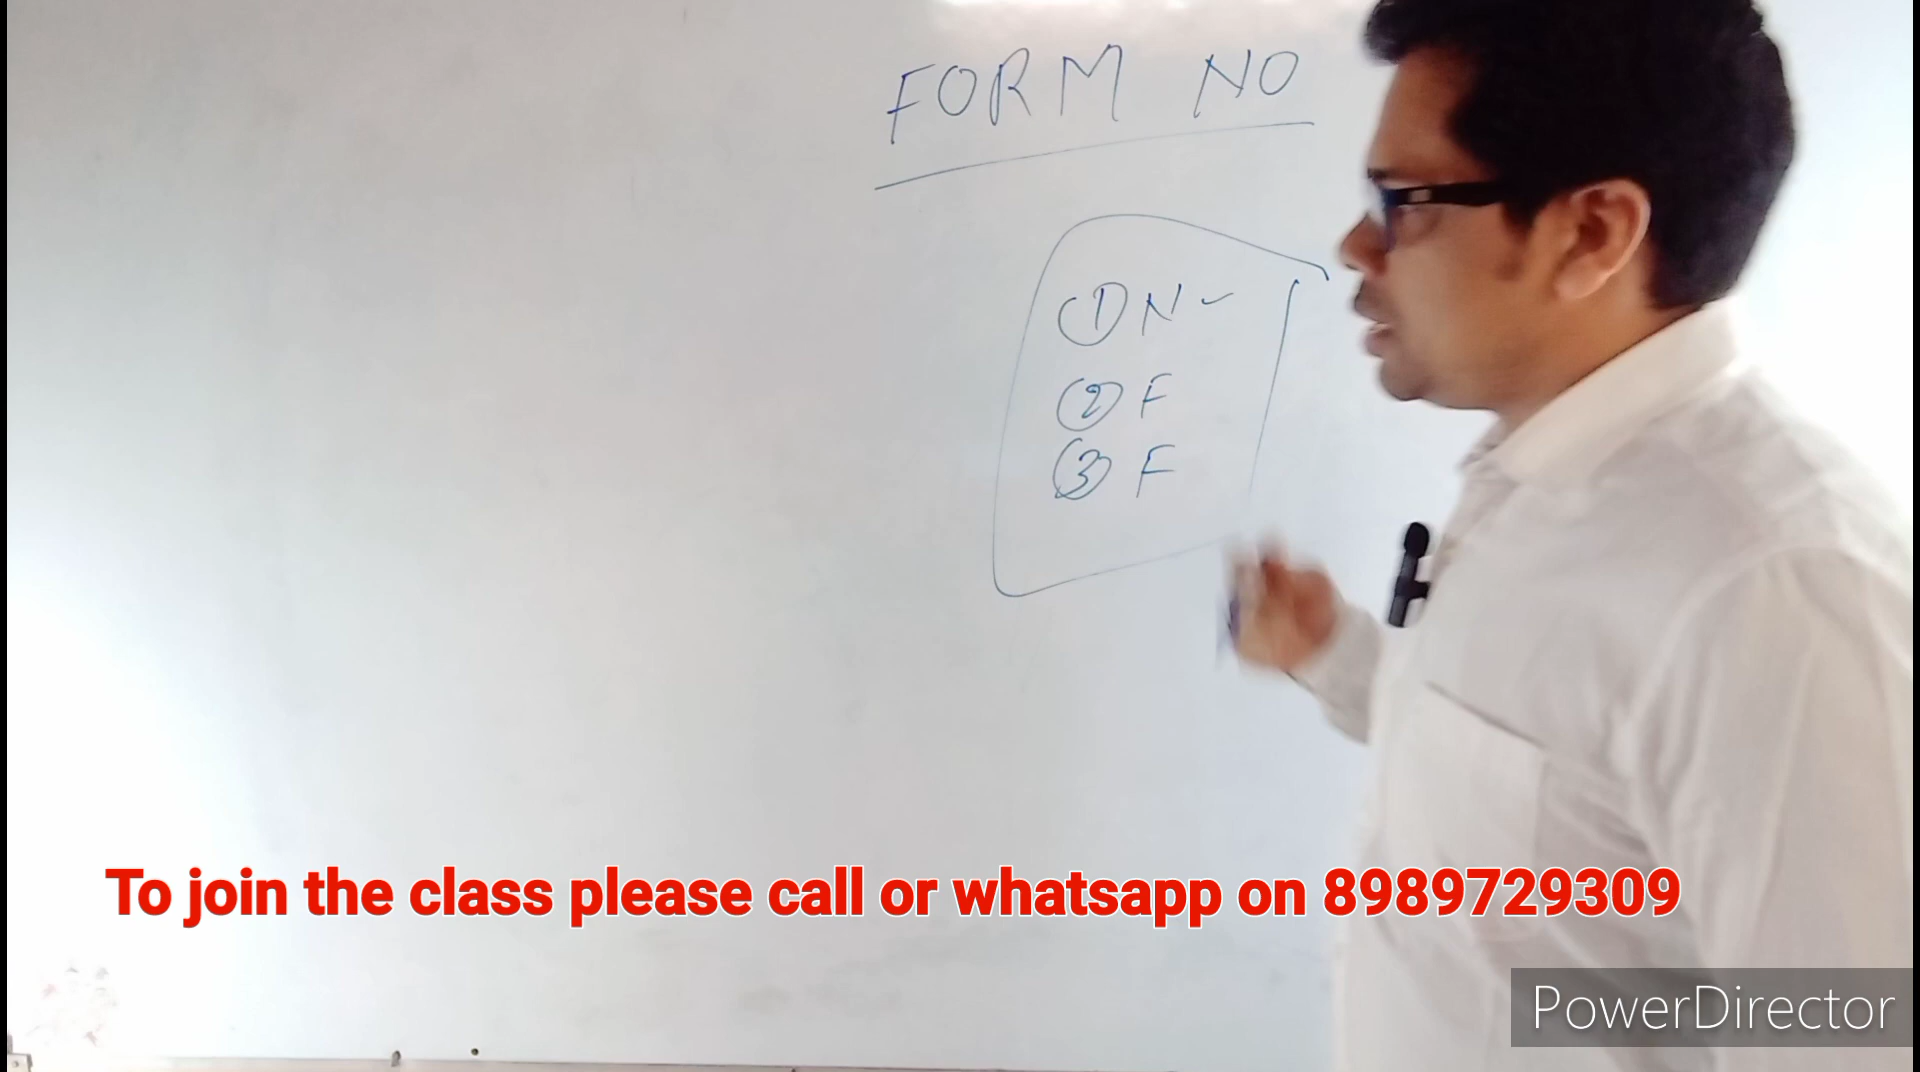 FORM NO
① N -
② F
③ F
To join the class please call or whatsapp on 8989729309
PowerDirector